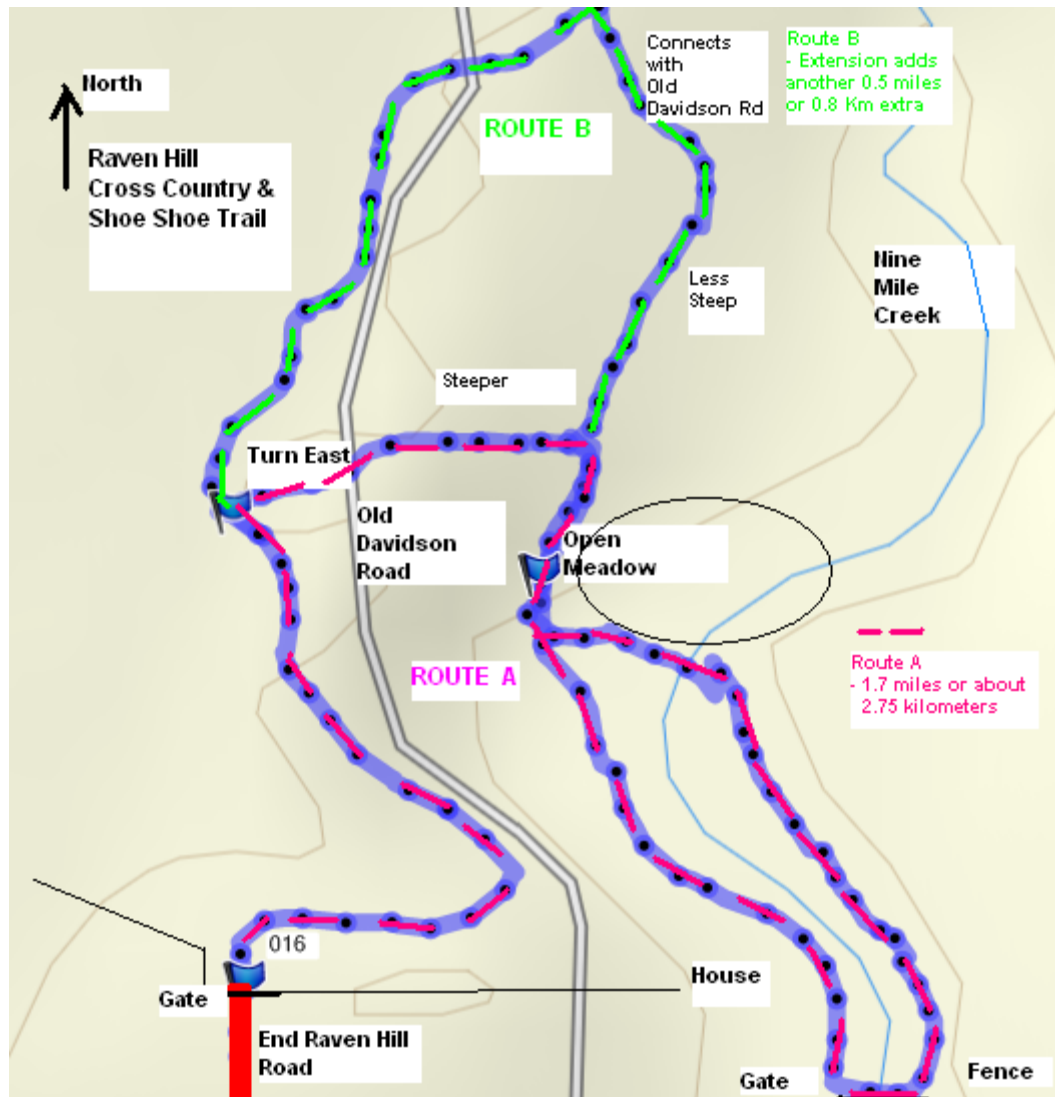 North
Raven Hill
Cross Country &
Shoe Shoe Trail
ROUTE B
Connects
with
Old
Davidson Rd
Route B
- Extension adds
another 0.5 miles
or 0.8 Km extra
Nine
Mile
Creek
Less
Steep
Steeper
Turn East
Old
Davidson
Road
Open
Meadow
ROUTE A
Route A
- 1.7 miles or about
2.75 kilometers
016
Gate
House
End Raven Hill
Road
Gate
Fence